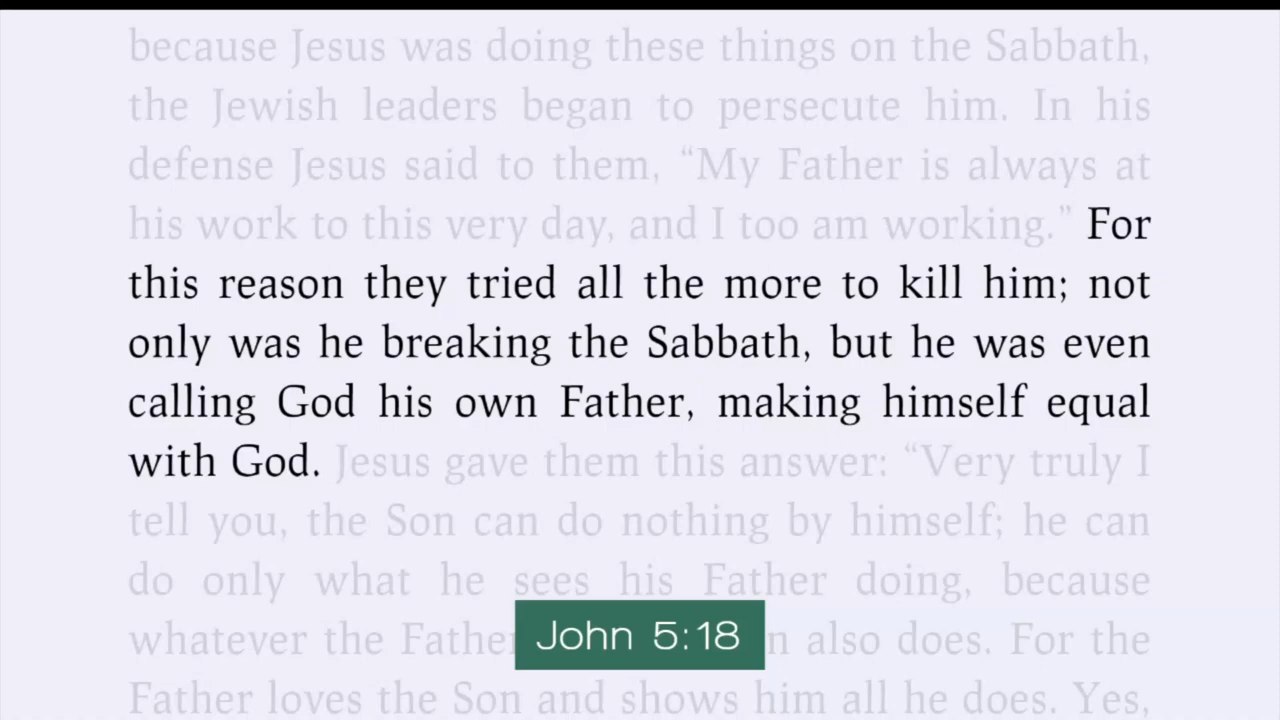 because Jesus was doing these things on the Sabbath,
the Jewish leaders began to persecute him. In his
defense Jesus said to them, “My Father is always at
his work to this very day, and I too am working.” For
this reason they tried all the more to kill him; not
only was he breaking the Sabbath, but he was even
calling God his own Father, making himself equal
with God. Jesus gave them this answer: “Very truly I
tell you, the Son can do nothing by himself; he can
do only what he sees his Father doing, because
whatever the Father also does. For the
John 5:18
Father loves the Son and shows him all he does. Yes,